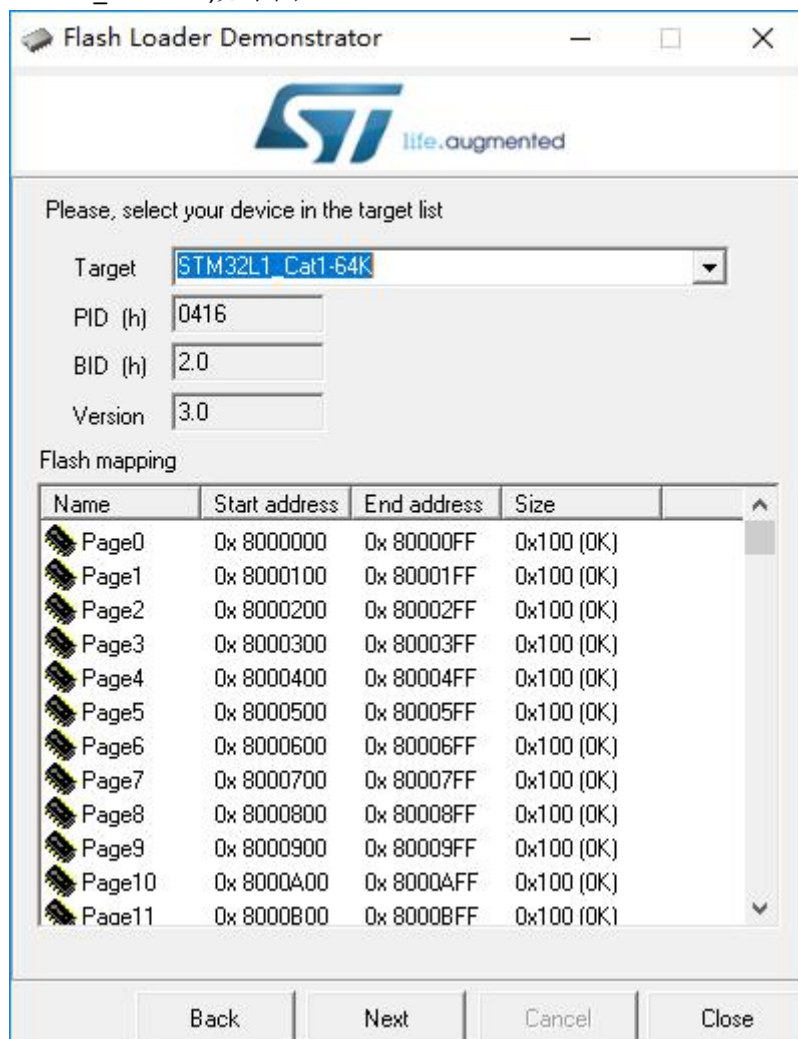 Flash Loader Demonstrator
life.augmented
Please, select your device in the target list
Target STM32L1_Cat1-64K
PID (h) 0416
BID (h) 2.0
Version 3.0
Flash mapping
Name Start address End address Size
Page0 0x 8000000 0x 80000FF 0x100 (0K)
Page1 0x 8000100 0x 80001FF 0x100 (0K)
Page2 0x 8000200 0x 80002FF 0x100 (0K)
Page3 0x 8000300 0x 80003FF 0x100 (0K)
Page4 0x 8000400 0x 80004FF 0x100 (0K)
Page5 0x 8000500 0x 80005FF 0x100 (0K)
Page6 0x 8000600 0x 80006FF 0x100 (0K)
Page7 0x 8000700 0x 80007FF 0x100 (0K)
Page8 0x 8000800 0x 80008FF 0x100 (0K)
Page9 0x 8000900 0x 80009FF 0x100 (0K)
Page10 0x 8000A00 0x 8000AFF 0x100 (0K)
Page11 0x 8000B00 0x 8000BFF 0x100 (0K)
Back Next Cancel Close